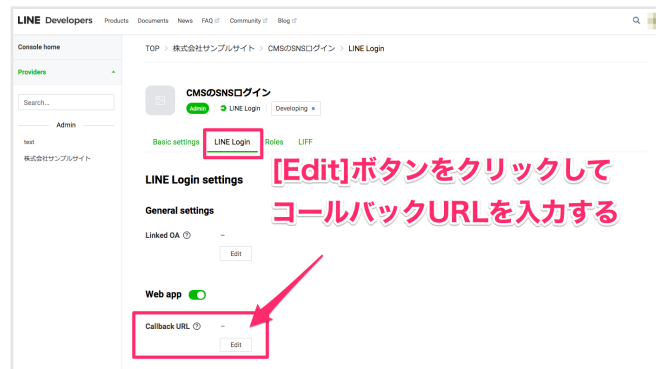 LINE Developers Products Documents News FAQ Community Blog
Console home
TOP > 株式会社サンプルサイト > CMSのSNSログイン > LINE Login
Providers
Search...
Admin
test
株式会社サンプルサイト
CMSのSNSログイン
Admin LINE Login Developing
Basic settings LINE Login Roles LIFF
[Edit]ボタンをクリックして
コールバックURLを入力する
LINE Login settings
General settings
Linked OA ? –
Edit
Web app
Callback URL ? –
Edit